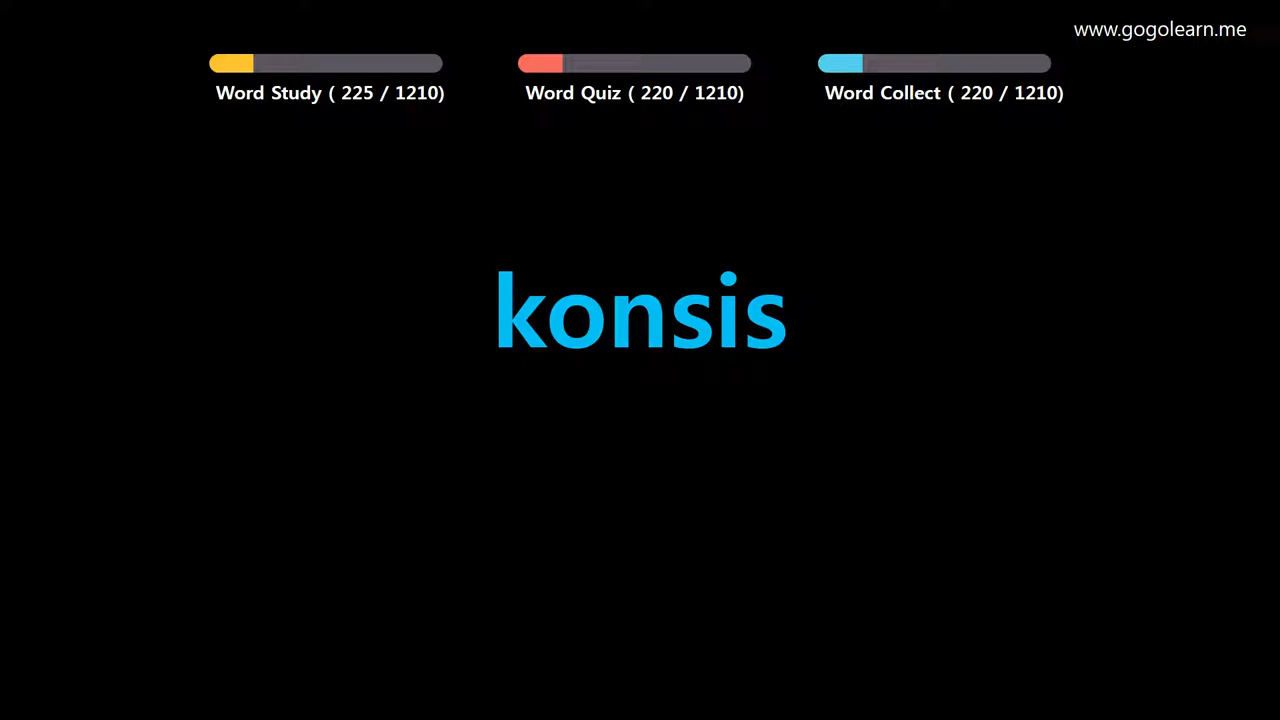 www.gogolearn.me
Word Study ( 225 / 1210)
Word Quiz ( 220 / 1210)
Word Collect ( 220 / 1210)
konsis